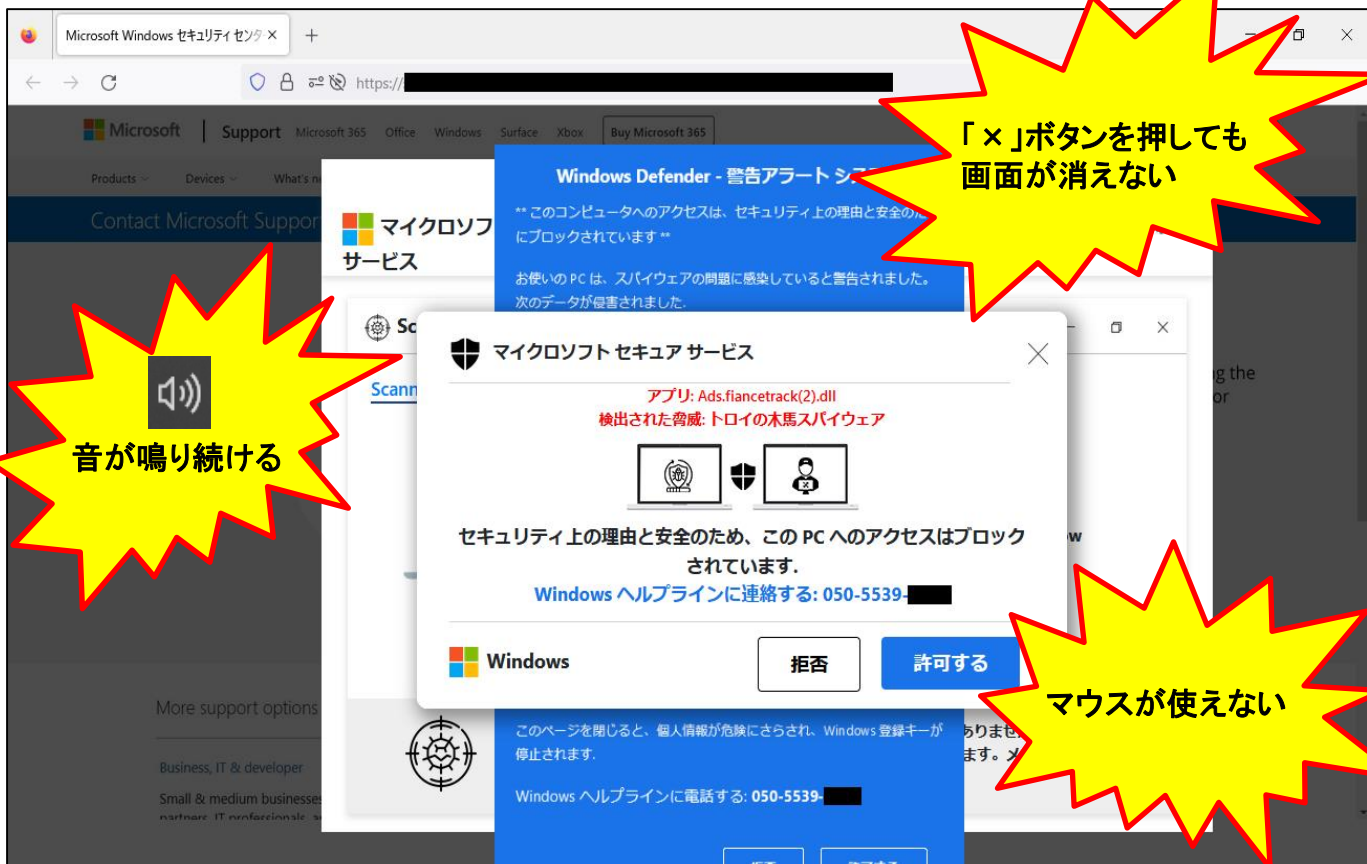 Microsoft Windows セキュリティ センタ
https://
Microsoft | Support Microsoft 365 Office Windows Surface Xbox Buy Microsoft 365
Products Devices What's
Contact Microsoft Suppor
「×」ボタンを押しても
画面が消えない
Windows Defender - 警告アラート シス
** このコンピュータへのアクセスは、セキュリティ上の理由と安全のた
にブロックされています **
お使いの PC は、スパイウェアの問題に感染していると警告されました。
次のデータが侵害されました.
マイクロソフ
サービス
Sc
Scann
音が鳴り続ける
マイクロソフト セキュア サービス
アプリ: Ads.fiancetrack(2).dll
検出された脅威: トロイの木馬スパイウェア
セキュリティ上の理由と安全のため、この PC へのアクセスはブロック
されています.
Windows ヘルプラインに連絡する: 050-5539-
Windows
拒否
許可する
g the
or
w
マウスが使えない
More support options
Business, IT & developer
Small & medium businesses
partners, IT professionals, a
このページを閉じると、個人情報が危険にさらされ、Windows 登録キーが
停止されます.
Windows ヘルプラインに電話する: 050-5539-
ありませ
ます。メ